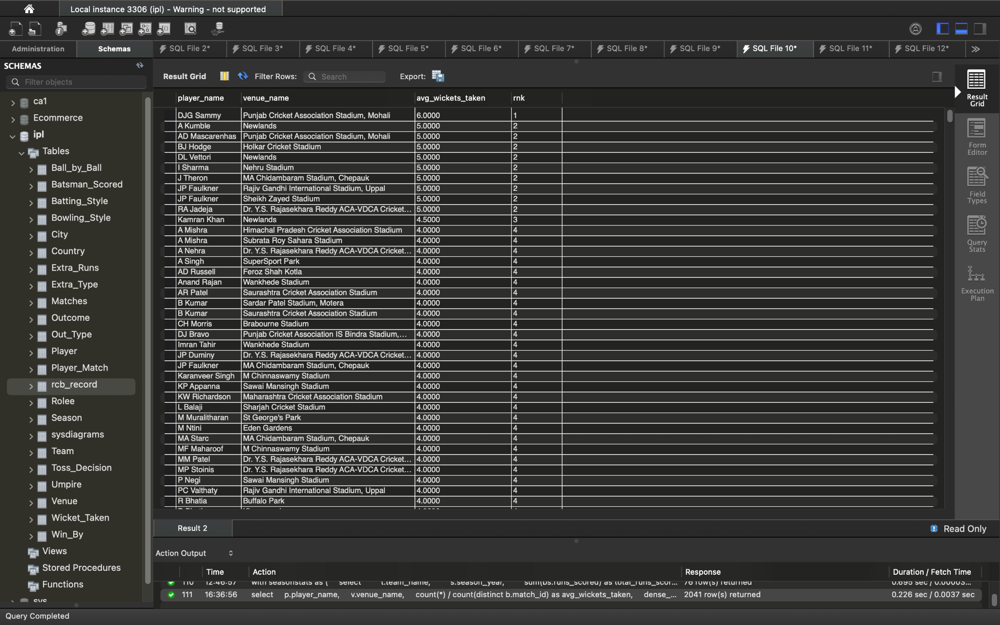 Local instance 3306 (ipl) - Warning - not supported
Administration Schemas SQL File 2* SQL File 3* SQL File 4* SQL File 5* SQL File 6* SQL File 7* SQL File 8* SQL File 9* SQL File 10* SQL File 11* SQL File 12*
SCHEMAS
Filter objects
ca1
Ecommerce
ipl
Tables
Ball_by_Ball
Batsman_Scored
Batting_Style
Bowling_Style
City
Country
Extra_Runs
Extra_Type
Matches
Outcome
Out_Type
Player
Player_Match
rcb_record
Rolee
Season
sysdiagrams
Team
Toss_Decision
Umpire
Venue
Wicket_Taken
Win_By
Views
Stored Procedures
Functions
sys
Result Grid Filter Rows: Search Export:
player_name venue_name avg_wickets_taken rnk
DJG Sammy Punjab Cricket Association Stadium, Mohali 6.0000 1
A Kumble Newlands 5.0000 2
AD Mascarenhas Punjab Cricket Association Stadium, Mohali 5.0000 2
BJ Hodge Holkar Cricket Stadium 5.0000 2
DL Vettori Newlands 5.0000 2
I Sharma Nehru Stadium 5.0000 2
J Theron MA Chidambaram Stadium, Chepauk 5.0000 2
JP Faulkner Rajiv Gandhi International Stadium, Uppal 5.0000 2
JP Faulkner Sheikh Zayed Stadium 5.0000 2
RA Jadeja Dr. Y.S. Rajasekhara Reddy ACA-VDCA Cricket... 5.0000 2
Kamran Khan Newlands 4.5000 3
A Mishra Himachal Pradesh Cricket Association Stadium 4.0000 4
A Mishra Subrata Roy Sahara Stadium 4.0000 4
A Nehra Dr. Y.S. Rajasekhara Reddy ACA-VDCA Cricket... 4.0000 4
A Singh SuperSport Park 4.0000 4
AD Russell Feroz Shah Kotla 4.0000 4
Anand Rajan Wankhede Stadium 4.0000 4
AR Patel Saurashtra Cricket Association Stadium 4.0000 4
B Kumar Sardar Patel Stadium, Motera 4.0000 4
B Kumar Saurashtra Cricket Association Stadium 4.0000 4
CH Morris Brabourne Stadium 4.0000 4
DJ Bravo Punjab Cricket Association IS Bindra Stadium,... 4.0000 4
Imran Tahir Wankhede Stadium 4.0000 4
JP Duminy Dr. Y.S. Rajasekhara Reddy ACA-VDCA Cricket... 4.0000 4
JP Faulkner MA Chidambaram Stadium, Chepauk 4.0000 4
Karanveer Singh M Chinnaswamy Stadium 4.0000 4
KP Appanna Sawai Mansingh Stadium 4.0000 4
KW Richardson Maharashtra Cricket Association Stadium 4.0000 4
L Balaji Sharjah Cricket Stadium 4.0000 4
M Muralitharan St George's Park 4.0000 4
M Ntini Eden Gardens 4.0000 4
MA Starc MA Chidambaram Stadium, Chepauk 4.0000 4
MF Maharoof M Chinnaswamy Stadium 4.0000 4
MM Patel Dr. Y.S. Rajasekhara Reddy ACA-VDCA Cricket... 4.0000 4
MP Stoinis Dr. Y.S. Rajasekhara Reddy ACA-VDCA Cricket... 4.0000 4
P Negi Sawai Mansingh Stadium 4.0000 4
PC Valthaty Rajiv Gandhi International Stadium, Uppal 4.0000 4
R Bhatia Buffalo Park 4.0000 4
Result
Grid
Form
Editor
Field
Types
Query
Stats
Execution
Plan
Result 2 Read Only
Action Output
Time Action Response Duration / Fetch Time
110 12:46:57 with seasonstats as ( select t.team_name, s.season_year, sum(bs.runs_scored) as total_runs_scor... 76 row(s) returned 0.695 sec / 0.00003...
111 16:36:56 select p.player_name, v.venue_name, count(*) / count(distinct b.match_id) as avg_wickets_taken, dense_... 2041 row(s) returned 0.226 sec / 0.0037 sec
Query Completed